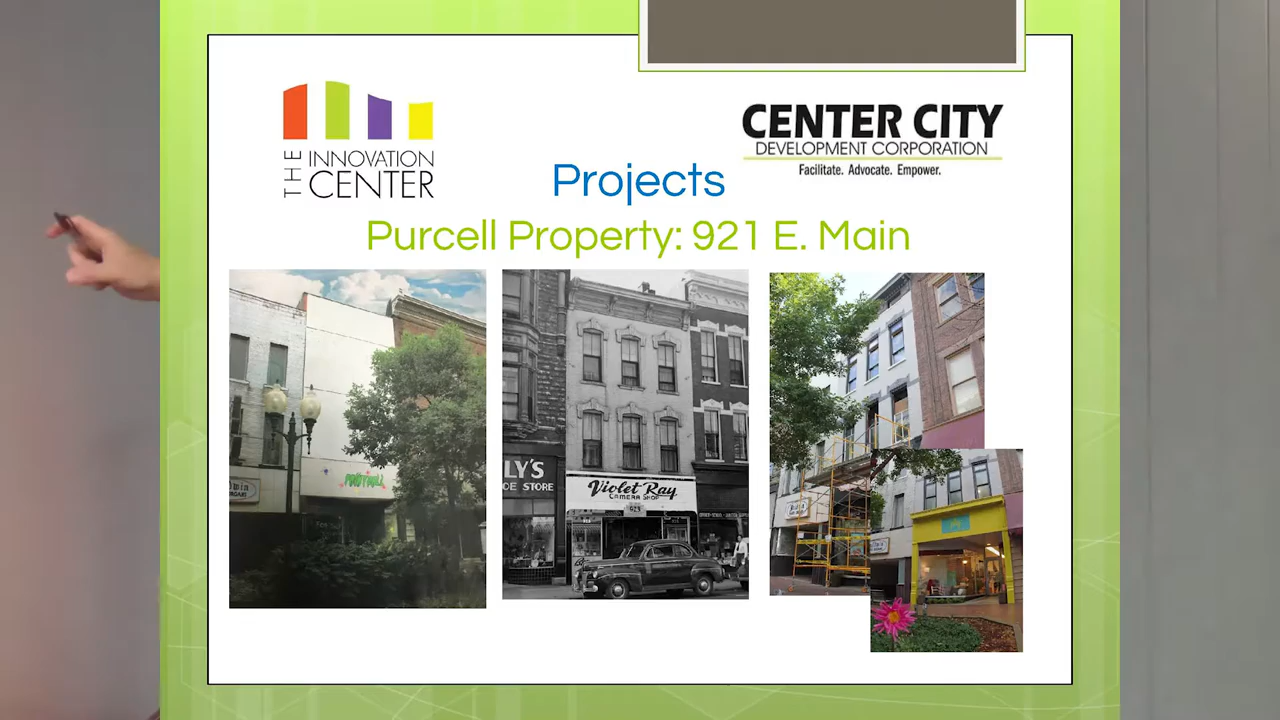 THE INNOVATION
CENTER
CENTER CITY
DEVELOPMENT CORPORATION
Facilitate. Advocate. Empower.
Projects
Purcell Property: 921 E. Main
LY'S
OE STORE
Violet Ray
CAMERA SHOP